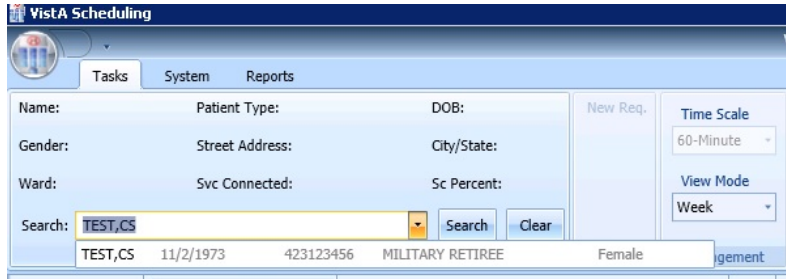 VistA Scheduling
Tasks System Reports
Name: Patient Type: DOB: New Req. Time Scale
60-Minute
Gender: Street Address: City/State:
Ward: Svc Connected: Sc Percent: View Mode
Week
Search: TEST,CS Search Clear
TEST,CS 11/2/1973 423123456 MILITARY RETIREE Female